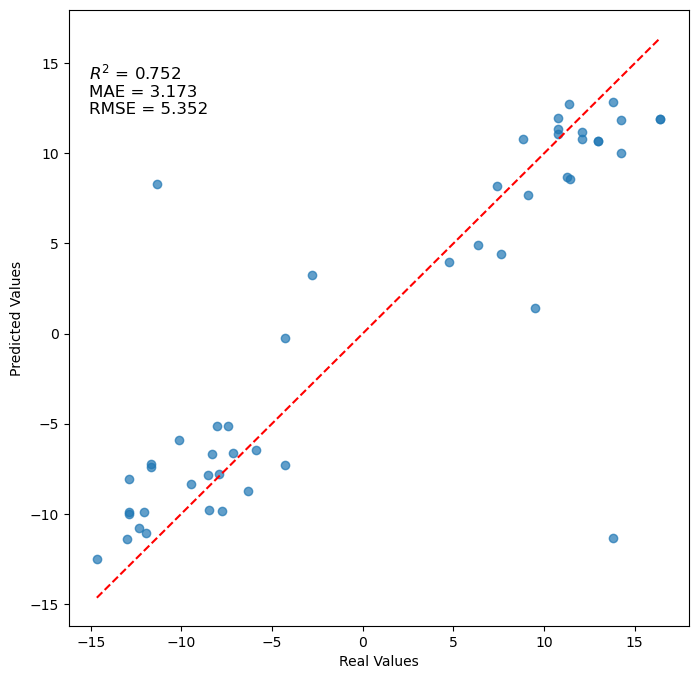 15
10
5
0
−5
−10
−15
R² = 0.752
MAE = 3.173
RMSE = 5.352
Predicted Values
−15 −10 −5 0 5 10 15
Real Values